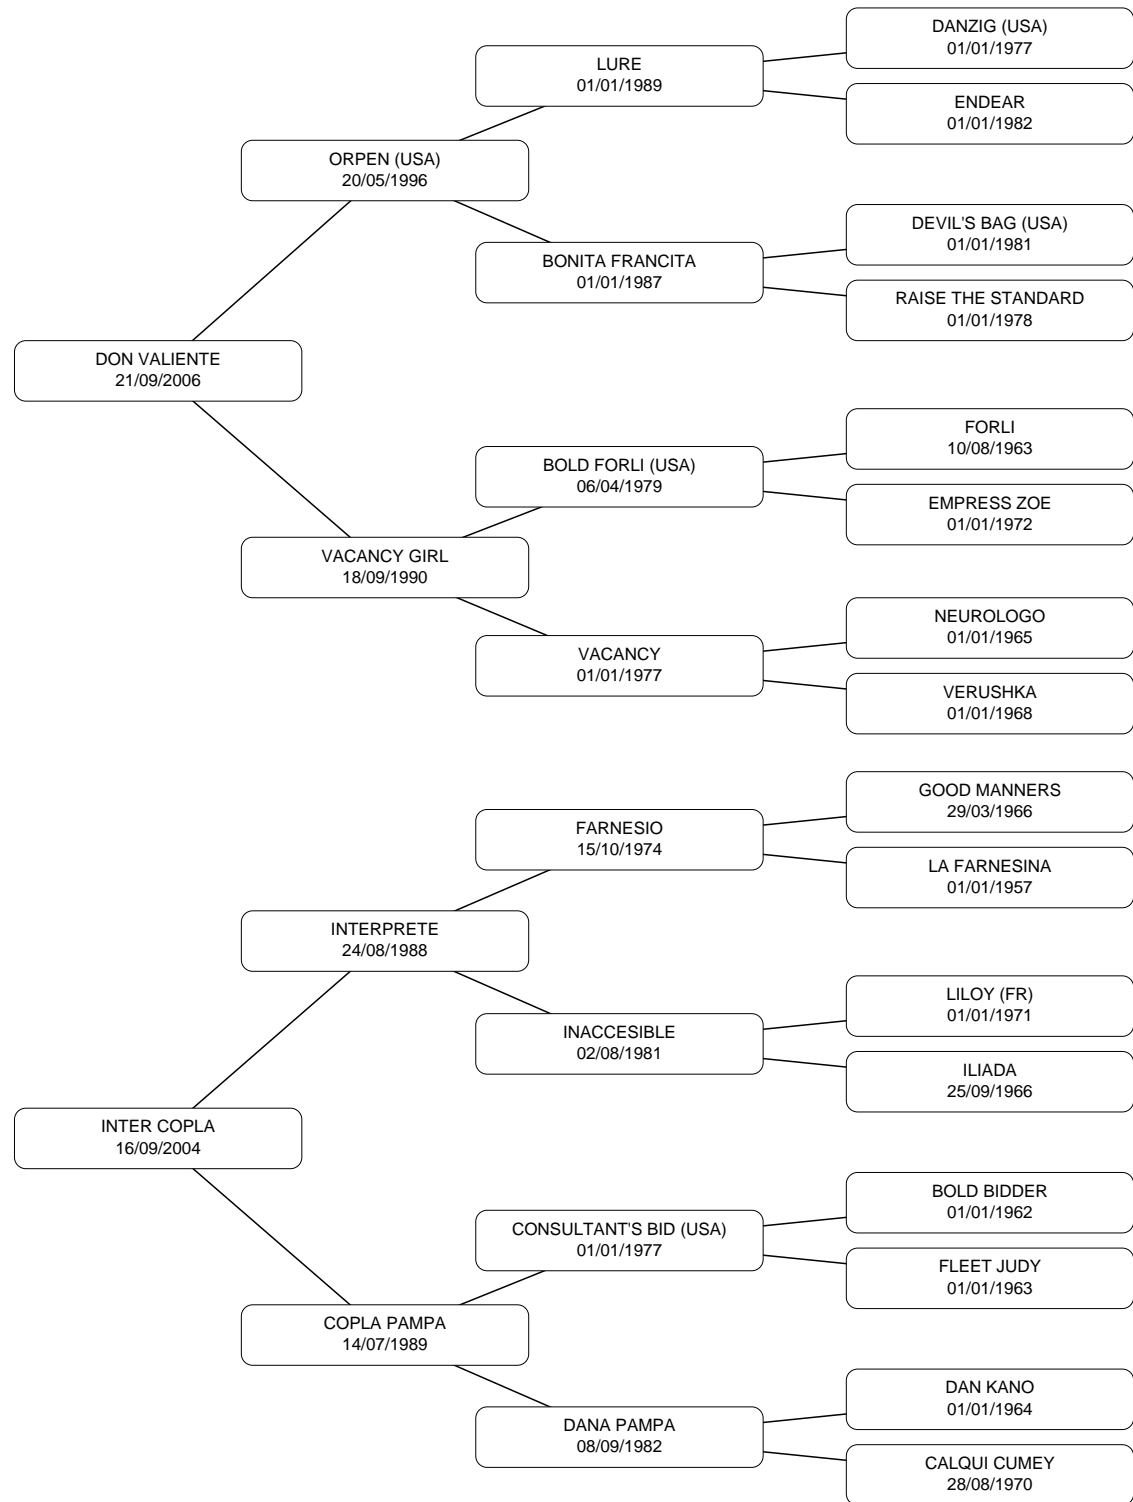 DANZIG (USA)
01/01/1977
LURE
01/01/1989
ENDEAR
01/01/1982
ORPEN (USA)
20/05/1996
DEVIL'S BAG (USA)
01/01/1981
BONITA FRANCITA
01/01/1987
RAISE THE STANDARD
01/01/1978
DON VALIENTE
21/09/2006
FORLI
10/08/1963
BOLD FORLI (USA)
06/04/1979
EMPRESS ZOE
01/01/1972
VACANCY GIRL
18/09/1990
NEUROLOGO
01/01/1965
VACANCY
01/01/1977
VERUSHKA
01/01/1968
GOOD MANNERS
29/03/1966
FARNESIO
15/10/1974
LA FARNESINA
01/01/1957
INTERPRETE
24/08/1988
LILOY (FR)
01/01/1971
INACCESIBLE
02/08/1981
ILIADA
25/09/1966
INTER COPLA
16/09/2004
BOLD BIDDER
01/01/1962
CONSULTANT'S BID (USA)
01/01/1977
FLEET JUDY
01/01/1963
COPLA PAMPA
14/07/1989
DAN KANO
01/01/1964
DANA PAMPA
08/09/1982
CALQUI CUMEY
28/08/1970